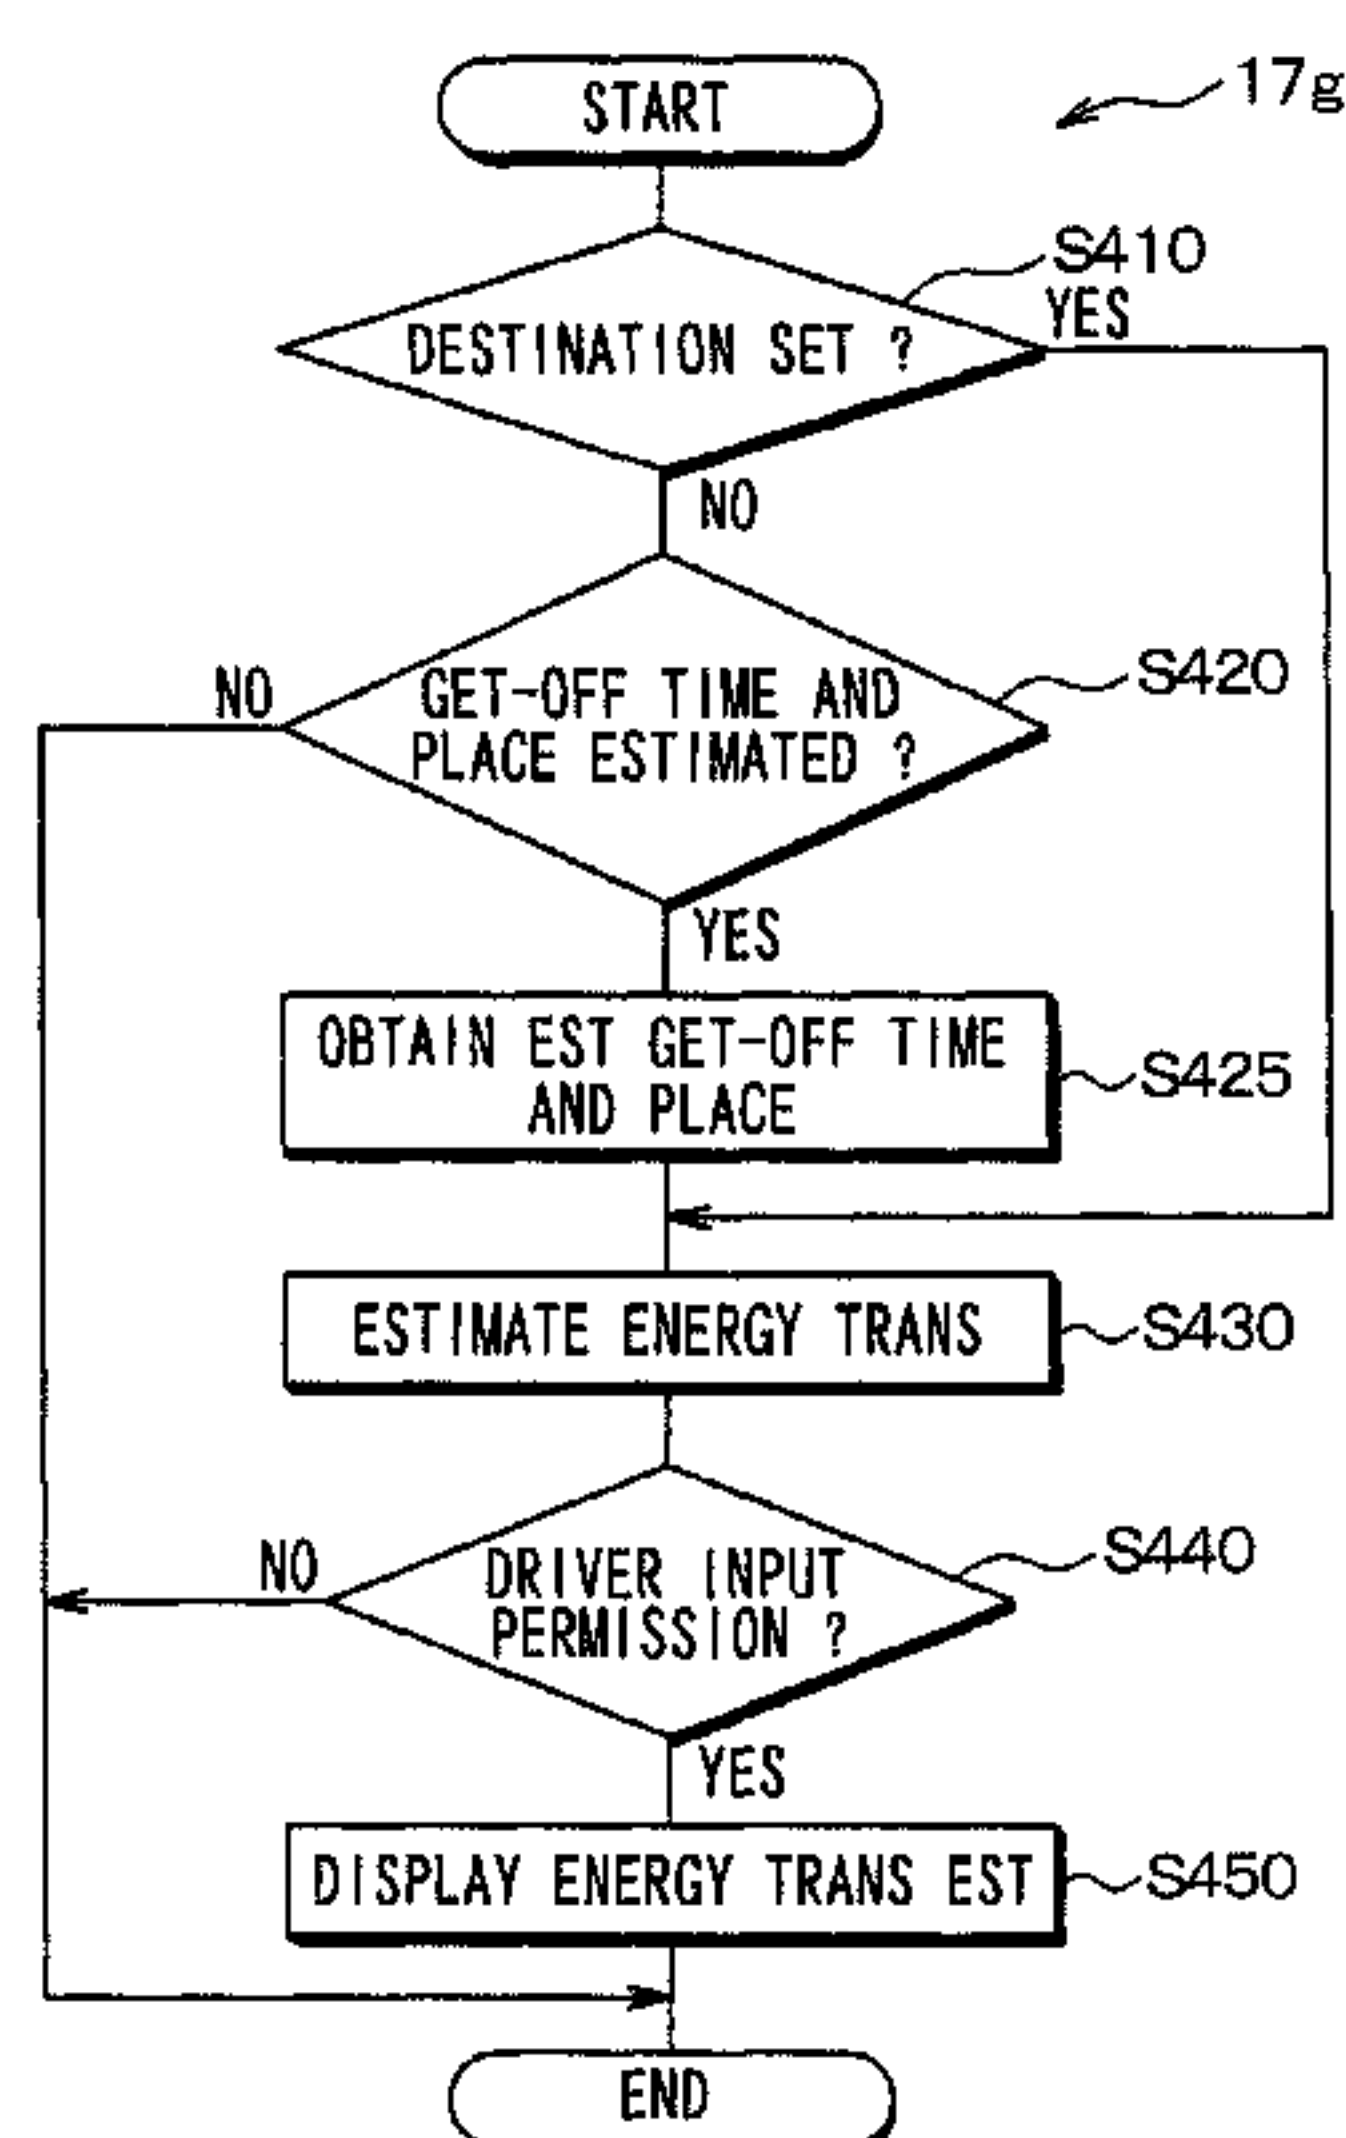 START
17g
S410
DESTINATION SET ?
YES
NO
S420
NO
GET-OFF TIME AND
PLACE ESTIMATED ?
YES
OBTAIN EST GET-OFF TIME
AND PLACE
S425
ESTIMATE ENERGY TRANS
S430
S440
NO
DRIVER INPUT
PERMISSION ?
YES
DISPLAY ENERGY TRANS EST
S450
END